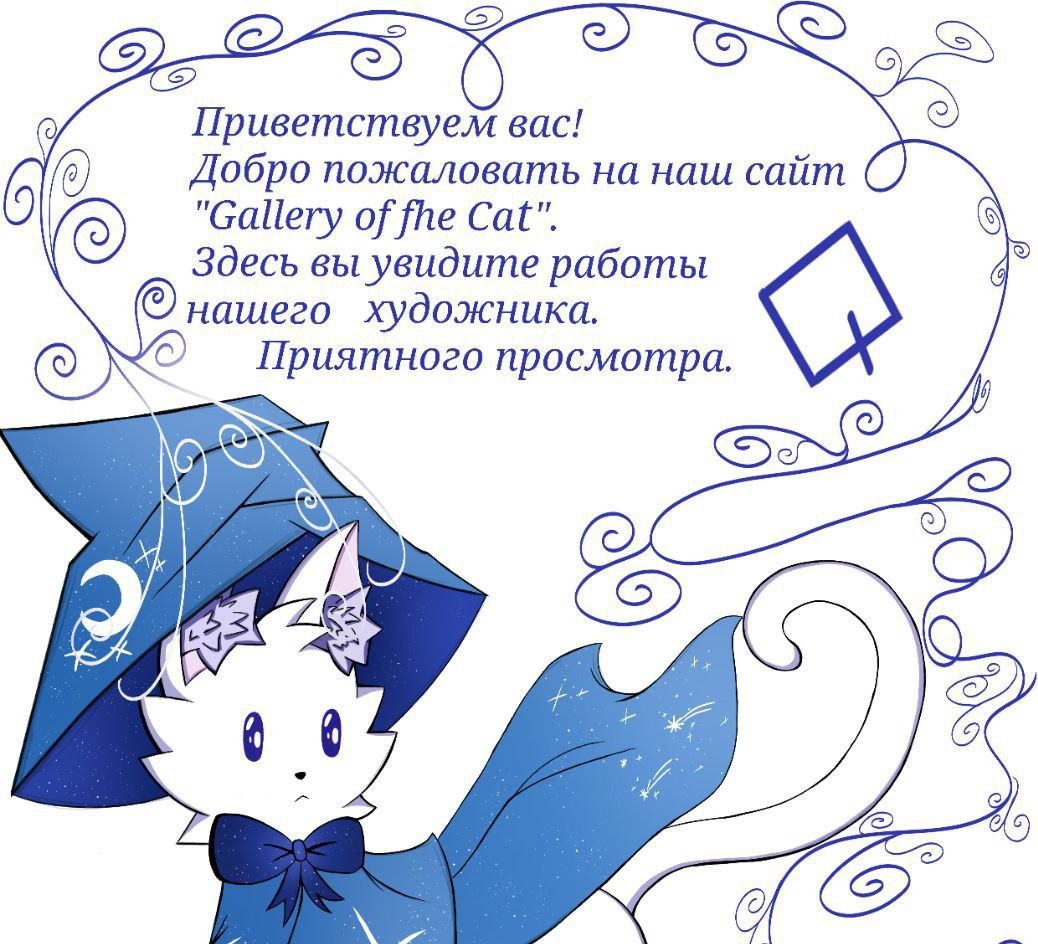 Приветствуем вас!
Добро пожаловать на наш сайт
"Gallery of fhe Cat".
Здесь вы увидите работы
нашего художника.
Приятного просмотра.